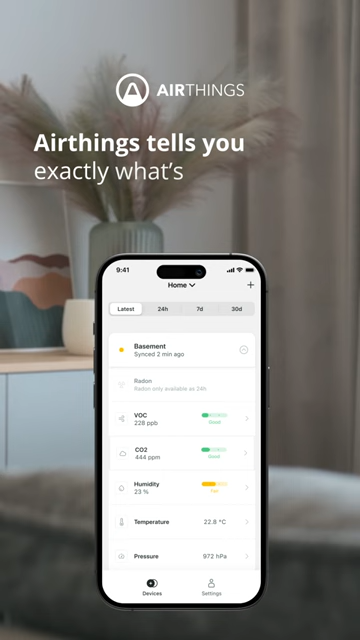 AIRTHINGS
Airthings tells you
exactly what's
9:41
Home
Latest 24h 7d 30d
Basement
Synced 2 min ago
Radon
Radon only available as 24h
VOC
228 ppb
Good
CO2
444 ppm
Good
Humidity
23 %
Fair
Temperature 22.8 °C
Pressure 972 hPa
Devices Settings